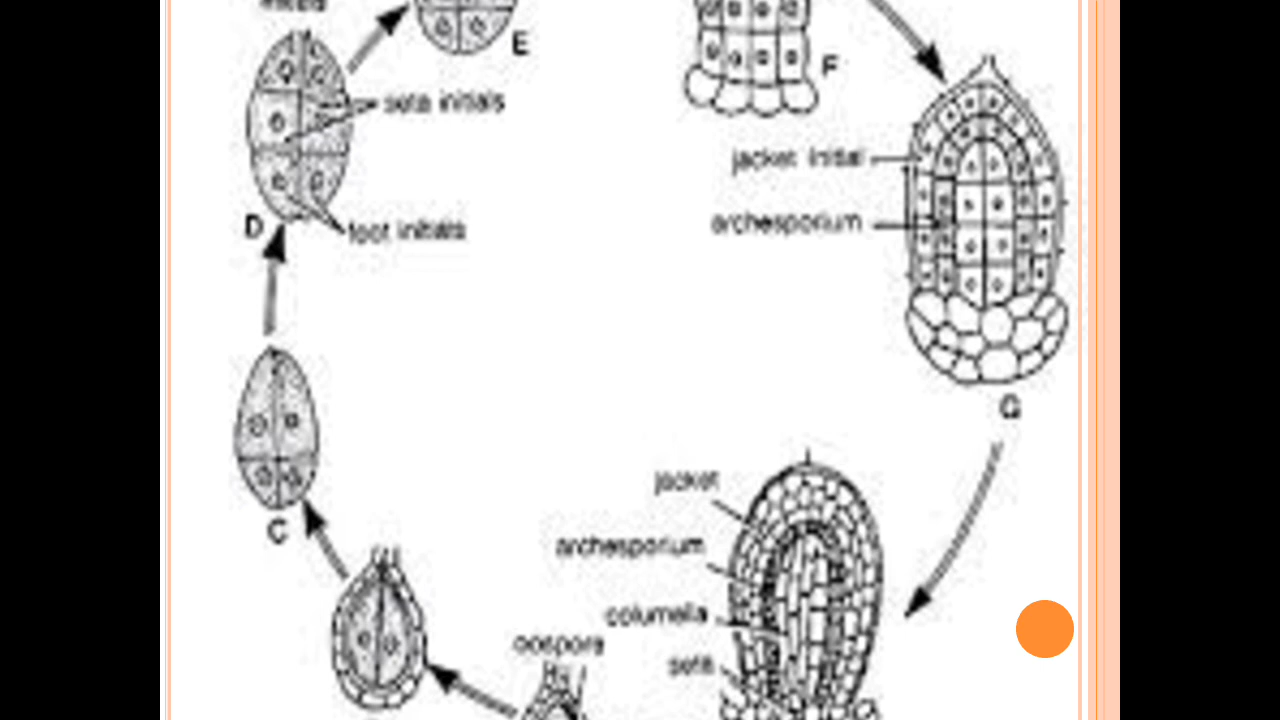 E
F
seta initials
jacket initial
archesporium
D
foot initials
G
jacket
C
archesporium
columella
oospore
seta